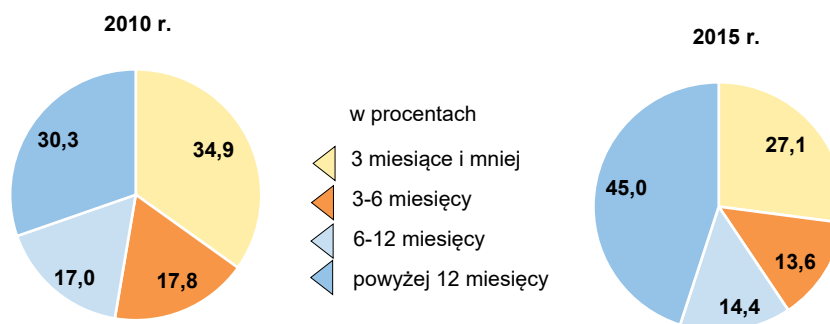 2010 r.
30,3
34,9
17,0
17,8
w procentach
3 miesiące i mniej
3-6 miesięcy
6-12 miesięcy
powyżej 12 miesięcy
2015 r.
27,1
45,0
13,6
14,4